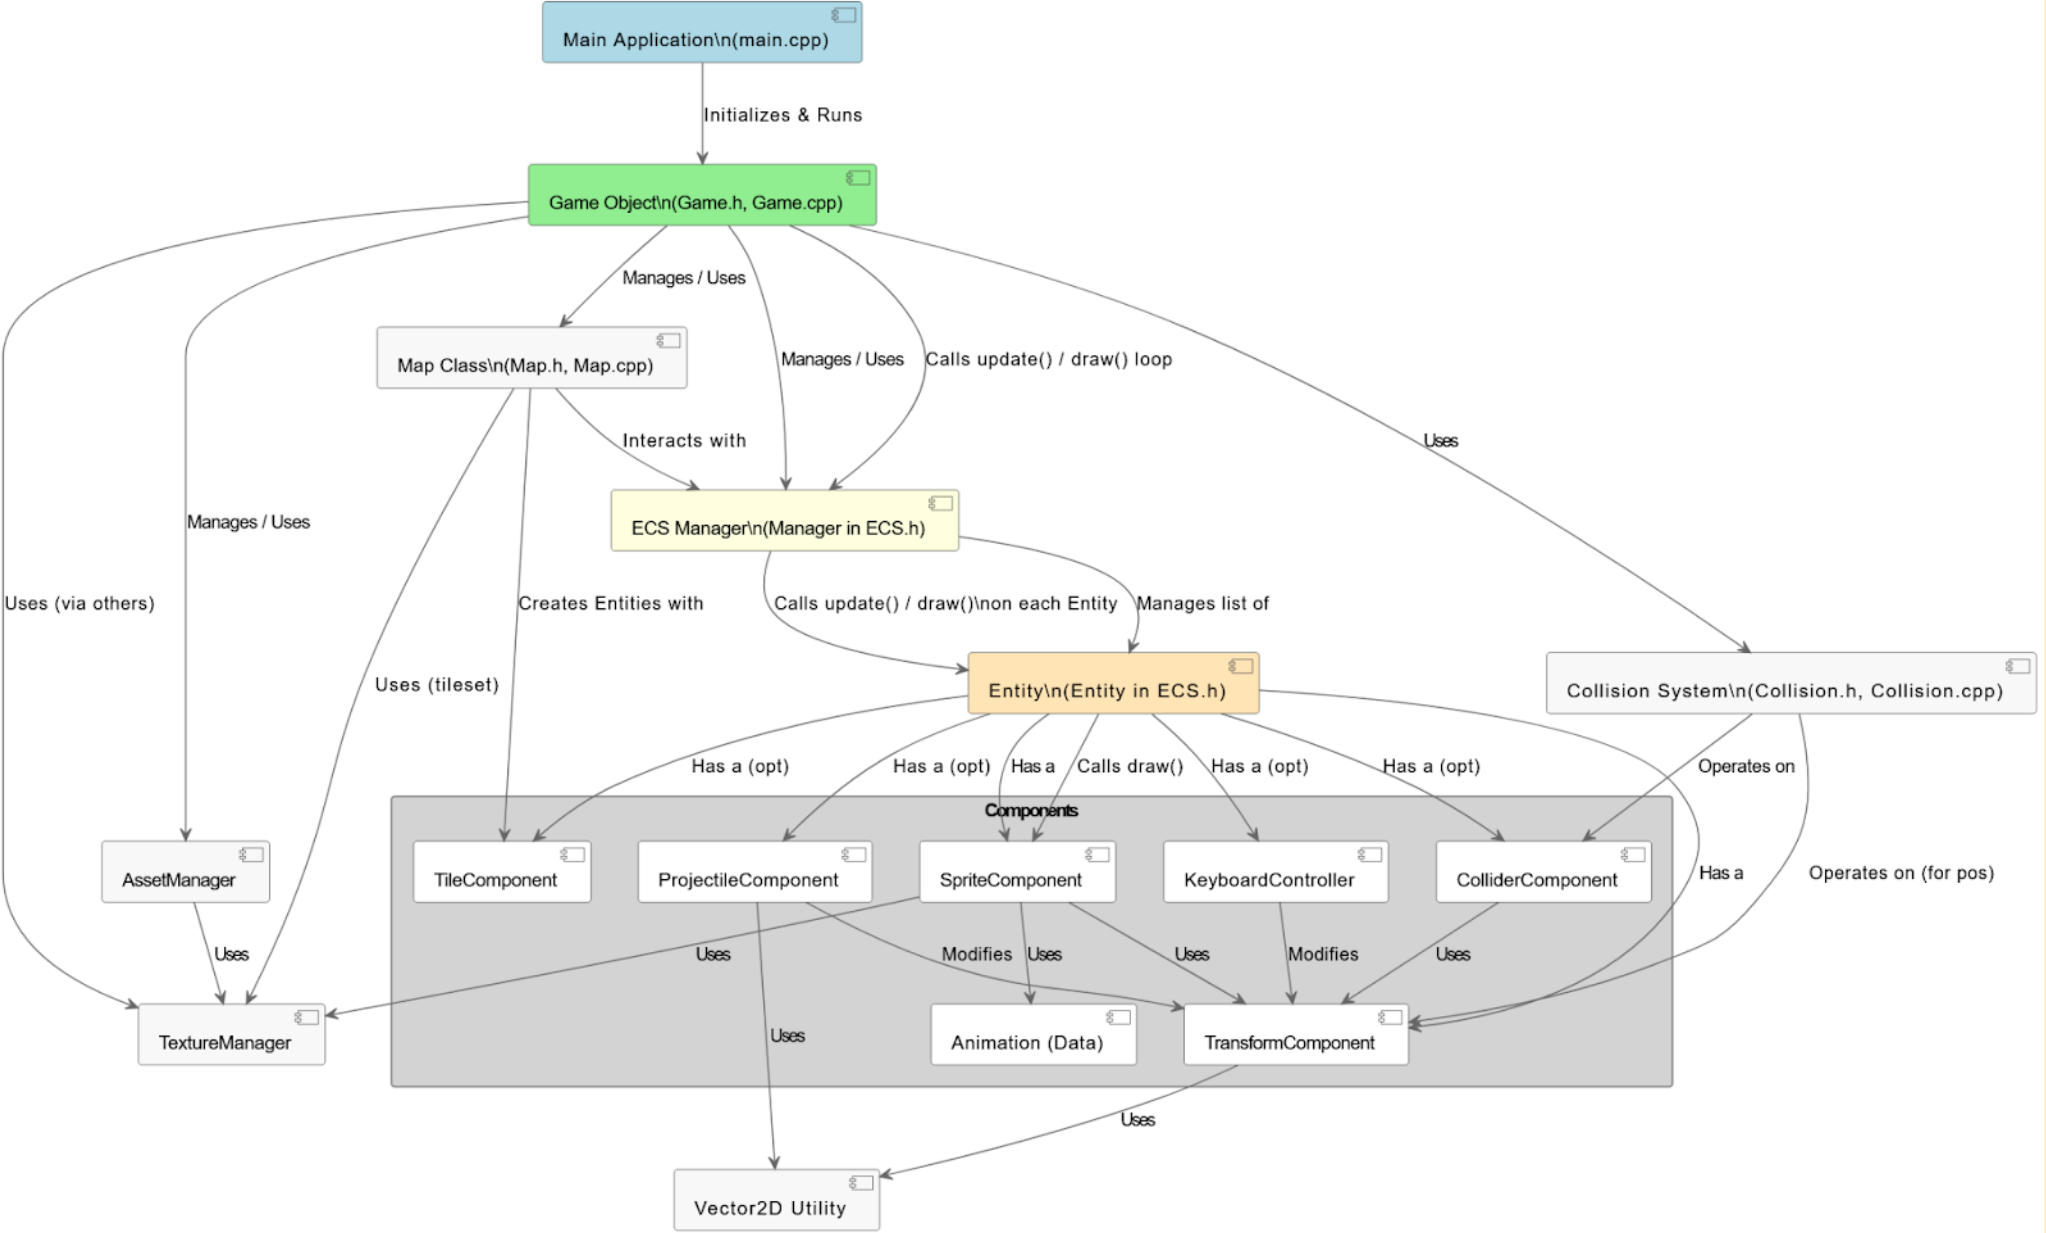 Main Application\n(main.cpp)
Initializes & Runs
Game Object\n(Game.h, Game.cpp)
Manages / Uses
Map Class\n(Map.h, Map.cpp)
Manages / Uses
Calls update() / draw() loop
Interacts with
Uses
Manages / Uses
ECS Manager\n(Manager in ECS.h)
Uses (via others)
Creates Entities with
Calls update() / draw()\non each Entity
Manages list of
Uses (tileset)
Entity\n(Entity in ECS.h)
Collision System\n(Collision.h, Collision.cpp)
Has a (opt)
Has a (opt)
Has a
Calls draw()
Has a (opt)
Has a (opt)
Operates on
Components
AssetManager
TileComponent
ProjectileComponent
SpriteComponent
KeyboardController
ColliderComponent
Has a
Operates on (for pos)
Uses
Uses
Modifies
Uses
Uses
Modifies
Uses
TextureManager
Uses
Animation (Data)
TransformComponent
Uses
Vector2D Utility